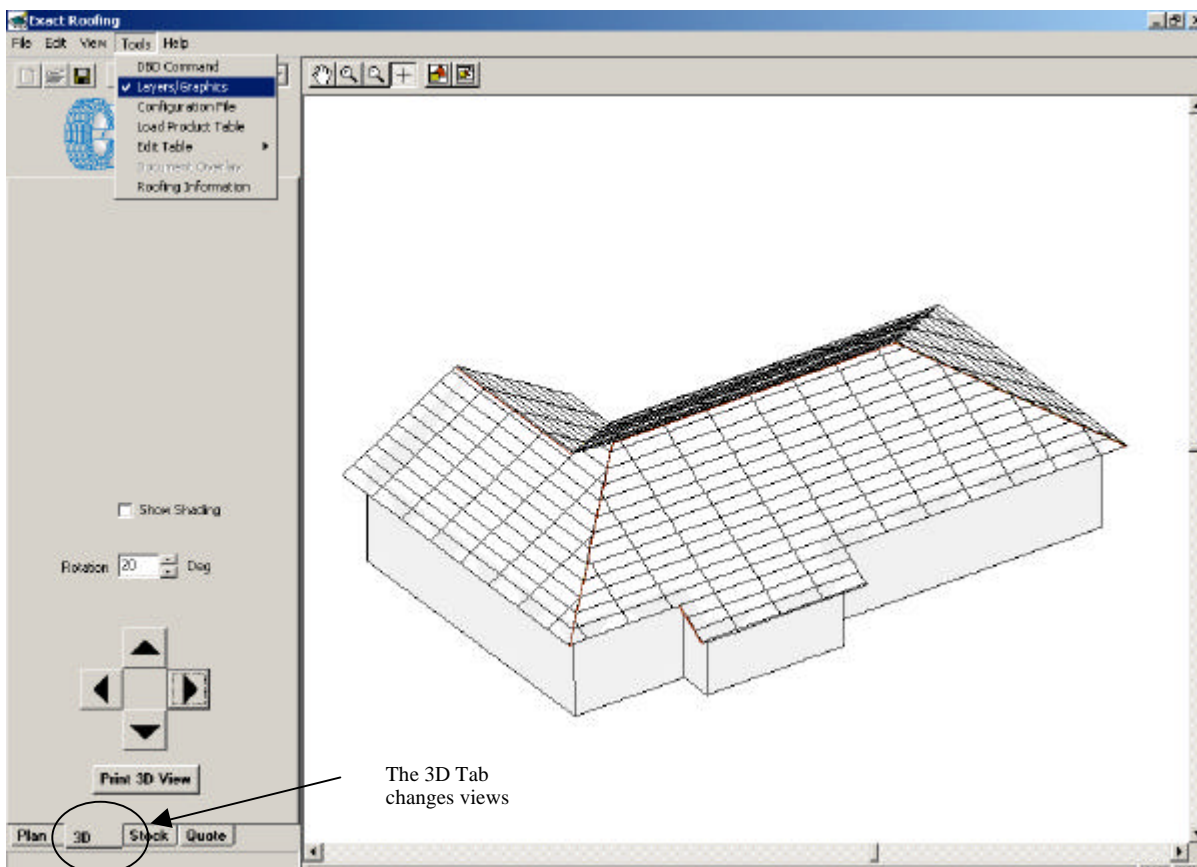 Exact Roofing
File Edit View Tools Help
DBD Command
Layers/Graphics
Configuration File
Load Product Table
Edit Table
Document Overlay
Roofing Information
Show Shading
Rotation 20 Deg
Print 3D View
The 3D Tab
changes views
Plan 3D Stock Quote